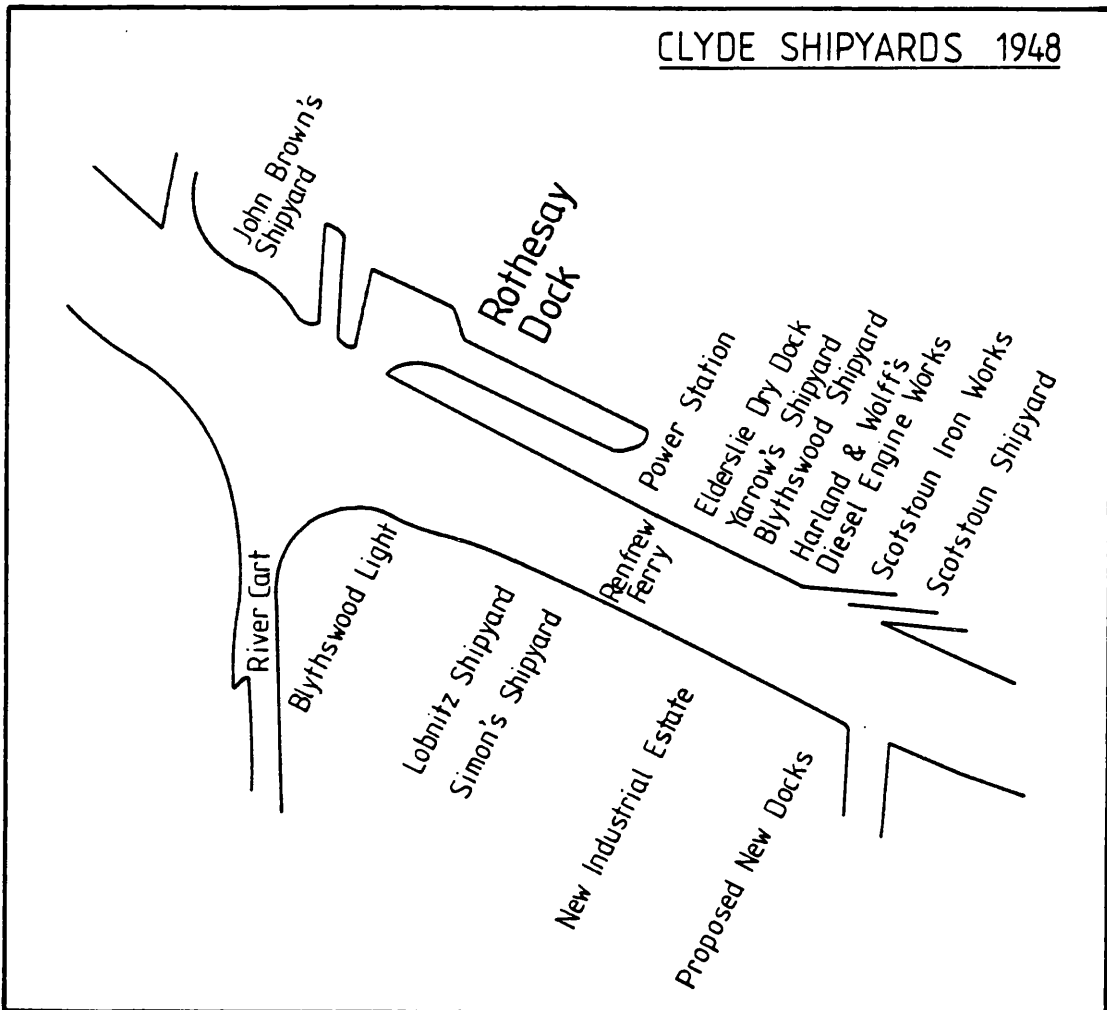 CLYDE SHIPYARDS 1948
John Brown's
Shipyard
Rothesay
Dock
Power Station
Elderslie Dry Dock
Yarrow's Shipyard
Blythswood Shipyard
Harland & Wolff's
Diesel Engine Works
Scotstoun Iron Works
Scotstoun Shipyard
Renfrew
Ferry
River Cart
Blythswood Light
Lobnitz Shipyard
Simon's Shipyard
New Industrial Estate
Proposed New Docks